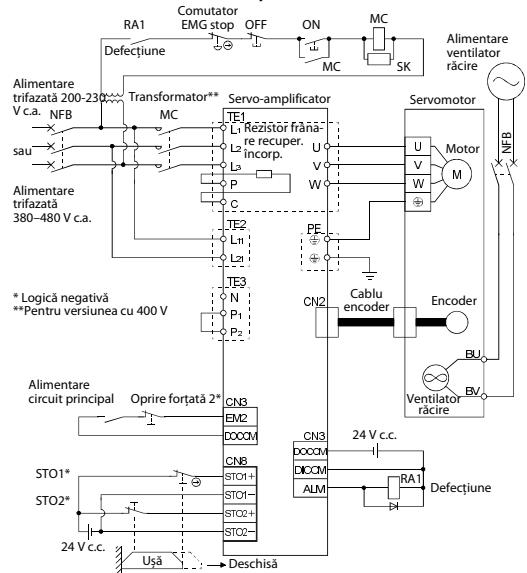 Comutator
EMG stop
RA1
OFF
ON
MC
Defecțiune
MC
SK
Alimentare
ventilator
răcire
Alimentare
trifazată 200-230
V c.a.
NFB
Transformator**
MC
Servo-amplificator
Servomotor
NFB
sau
Alimentare
trifazată
380–480 V c.a.
TE1
L1
L2
L3
P
C
Rezistor frâna-
re recuper.
încorp.
U
V
W
U
V
W
Motor
M
TE2
L11
L21
PE
TE3
N
P1
P2
* Logică negativă
**Pentru versiunea cu 400 V
CN2
Cablu
encoder
Encoder
BU
BV
Ventilator
răcire
Alimentare
circuit principal
Oprire forțată 2*
CN3
EM2
DOCOM
CN3
DOCOM
DICOM
ALM
24 V c.c.
RA1
Defecțiune
CN8
STO1*
STO1+
STO1−
STO2*
STO2+
STO2−
24 V c.c.
Ușă
Deschisă